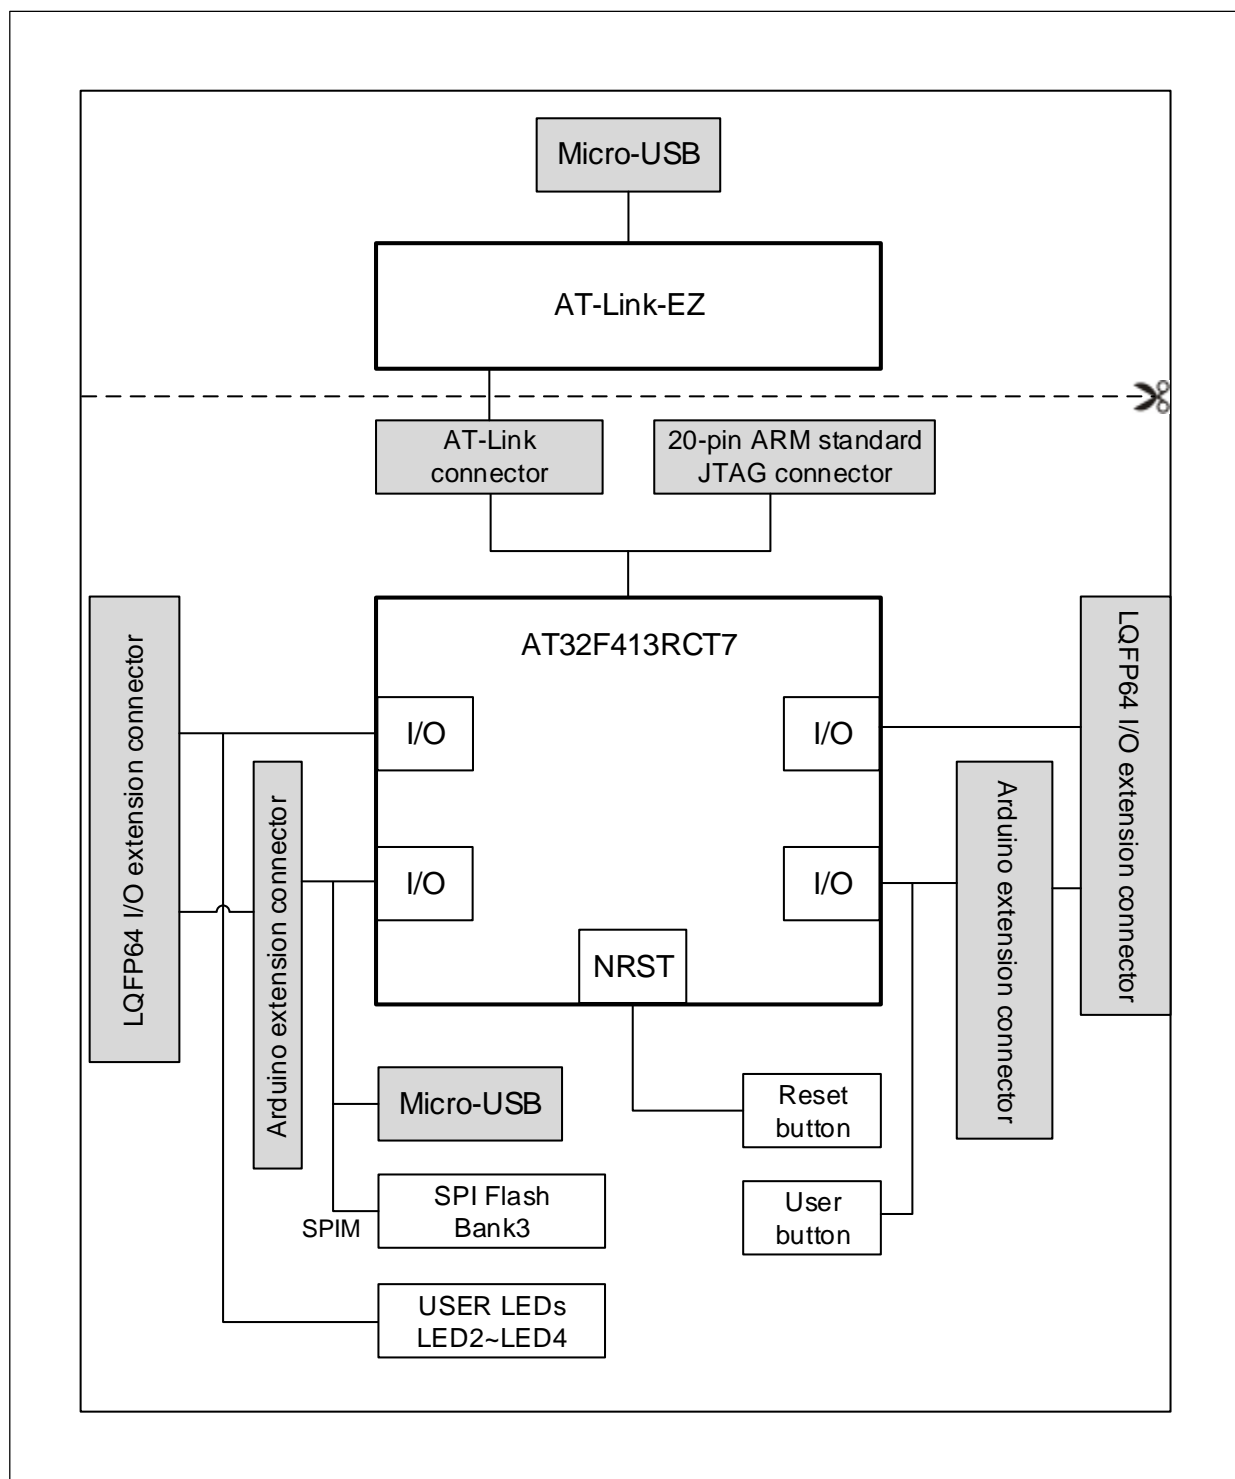 Micro-USB
AT-Link-EZ
AT-Link
connector
20-pin ARM standard
JTAG connector
AT32F413RCT7
LQFP64 I/O extension connector
LQFP64 I/O extension connector
I/O
I/O
Arduino extension connector
Arduino extension connector
I/O
I/O
NRST
Micro-USB
Reset
button
SPI Flash
Bank3
SPIM
User
button
USER LEDs
LED2~LED4